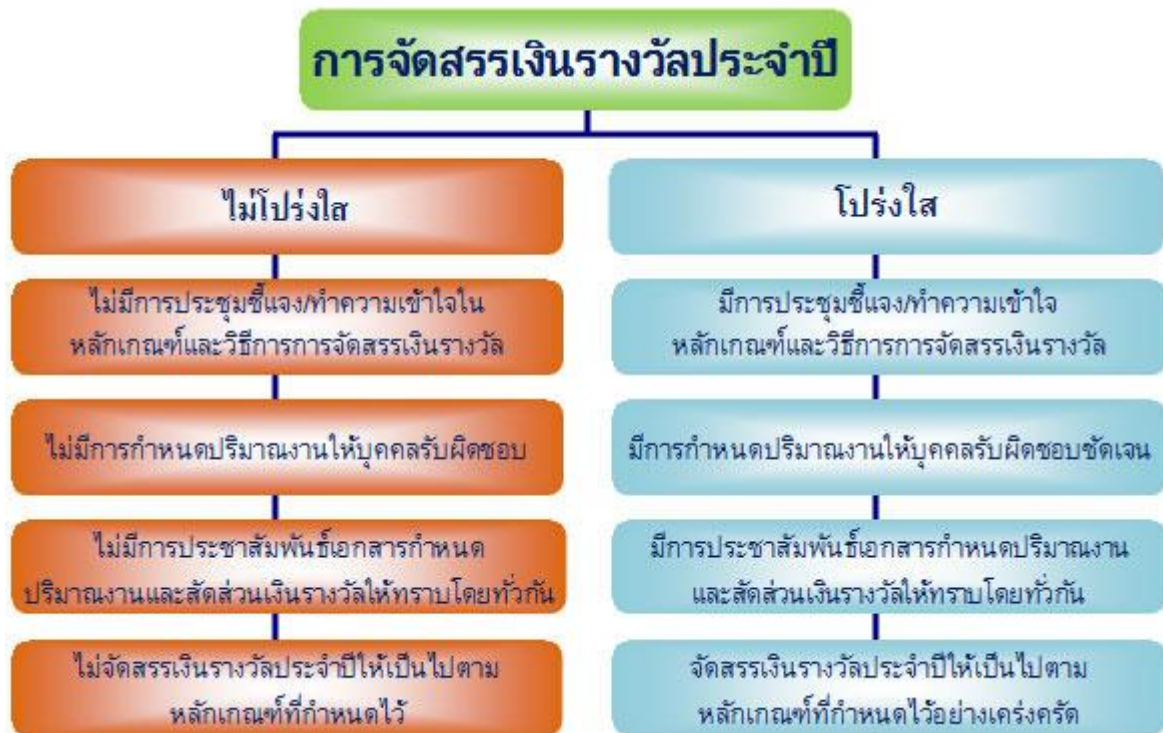 การจัดสรรเงินรางวัลประจำปี
ไม่โปร่งใส
ไม่มีการประชุมชี้แจง/ทำความเข้าใจใน
หลักเกณฑ์และวิธีการการจัดสรรเงินรางวัล
ไม่มีการกำหนดปริมาณงานให้บุคคลรับผิดชอบ
ไม่มีการประชาสัมพันธ์เอกสารกำหนด
ปริมาณงานและสัดส่วนเงินรางวัลให้ทราบโดยทั่วกัน
ไม่จัดสรรเงินรางวัลประจำปีให้เป็นไปตาม
หลักเกณฑ์ที่กำหนดไว้
โปร่งใส
มีการประชุมชี้แจง/ทำความเข้าใจ
หลักเกณฑ์และวิธีการการจัดสรรเงินรางวัล
มีการกำหนดปริมาณงานให้บุคคลรับผิดชอบชัดเจน
มีการประชาสัมพันธ์เอกสารกำหนดปริมาณงาน
และสัดส่วนเงินรางวัลให้ทราบโดยทั่วกัน
จัดสรรเงินรางวัลประจำปีให้เป็นไปตาม
หลักเกณฑ์ที่กำหนดไว้อย่างเคร่งครัด